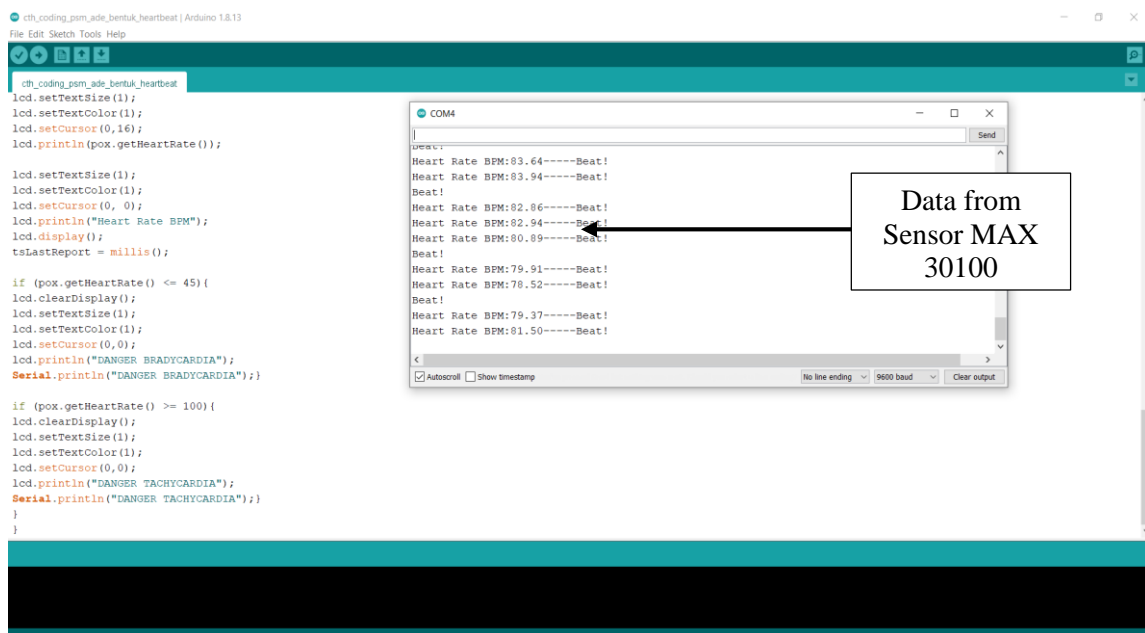 cth_coding_psm_ade_bentuk_heartbeat | Arduino 1.8.13
File Edit Sketch Tools Help
cth_coding_psm_ade_bentuk_heartbeat
lcd.setTextSize(1);
lcd.setTextColor(1);
lcd.setCursor(0,16);
lcd.println(pox.getHeartRate());
lcd.setTextSize(1);
lcd.setTextColor(1);
lcd.setCursor(0, 0);
lcd.println("Heart Rate BPM");
lcd.display();
tsLastReport = millis();
if (pox.getHeartRate() <= 45){
lcd.clearDisplay();
lcd.setTextSize(1);
lcd.setTextColor(1);
lcd.setCursor(0,0);
lcd.println("DANGER BRADYCARDIA");
Serial.println("DANGER BRADYCARDIA");}
if (pox.getHeartRate() >= 100){
lcd.clearDisplay();
lcd.setTextSize(1);
lcd.setTextColor(1);
lcd.setCursor(0,0);
lcd.println("DANGER TACHYCARDIA");
Serial.println("DANGER TACHYCARDIA");}
}
}
COM4
Send
Beat!
Heart Rate BPM:83.64-----Beat!
Heart Rate BPM:83.94-----Beat!
Beat!
Heart Rate BPM:82.86-----Beat!
Heart Rate BPM:82.94-----Beat!
Heart Rate BPM:80.89-----Beat!
Beat!
Heart Rate BPM:79.91-----Beat!
Heart Rate BPM:78.52-----Beat!
Beat!
Heart Rate BPM:79.37-----Beat!
Heart Rate BPM:81.50-----Beat!
Autoscroll Show timestamp No line ending 9600 baud Clear output
Data from
Sensor MAX
30100